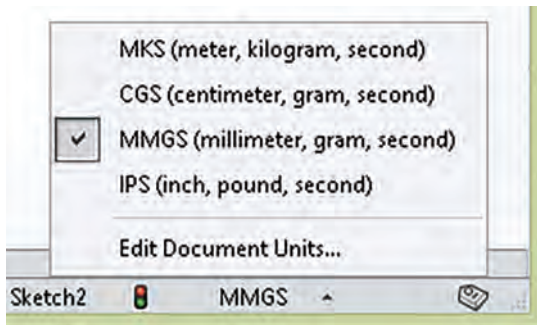 MKS (meter, kilogram, second)
CGS (centimeter, gram, second)
MMGS (millimeter, gram, second)
IPS (inch, pound, second)
Edit Document Units...
Sketch2 MMGS